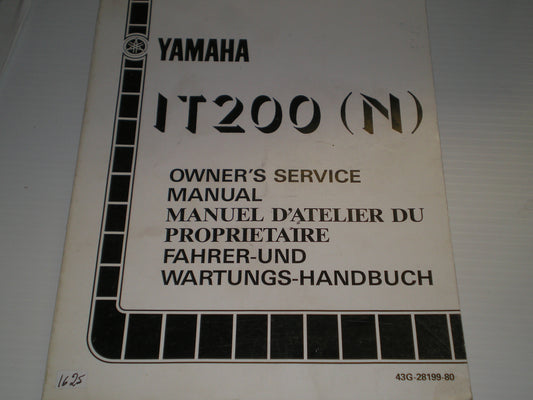 YAMAHA
IT200 (N)
OWNER'S SERVICE
MANUAL
MANUEL D'ATELIER DU
PROPRIETAIRE
FAHRER-UND
WARTUNGS-HANDBUCH
1625
43G-28199-80